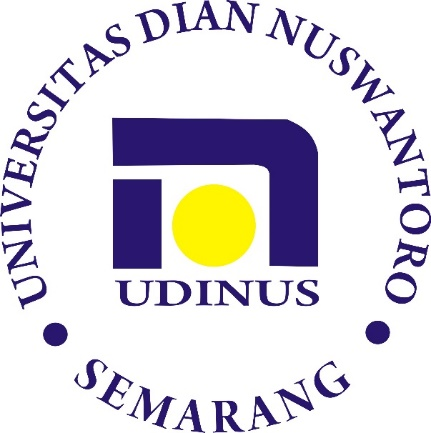 UNIVERSITAS DIAN NUSWANTORO
UDINUS
SEMARANG